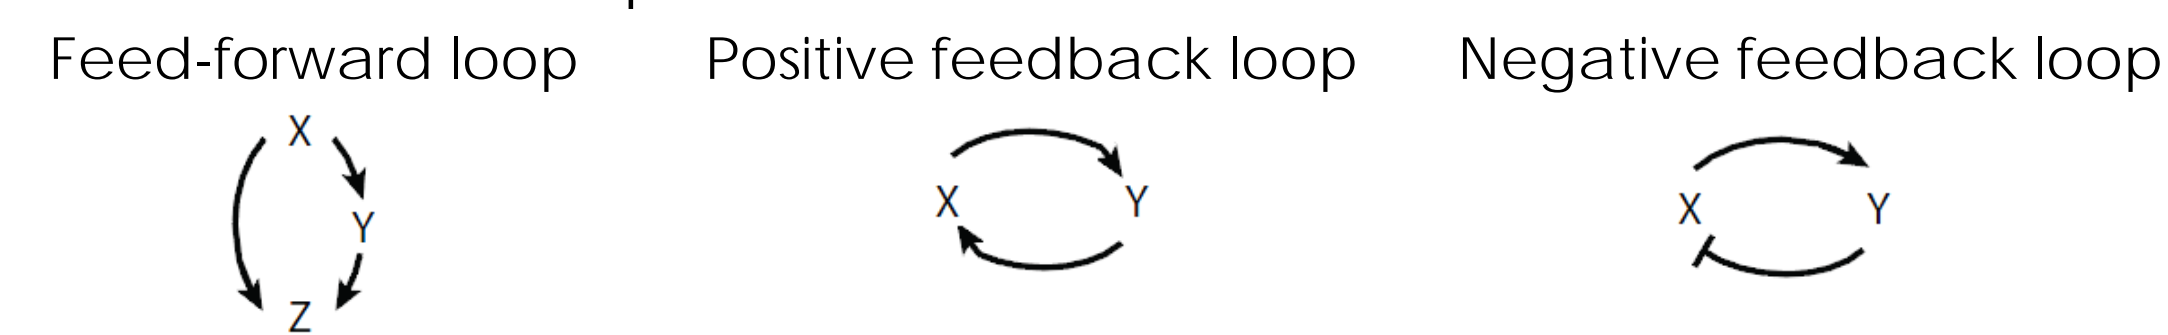 Feed-forward loop
X
Y
Z
Positive feedback loop
X Y
Negative feedback loop
X Y